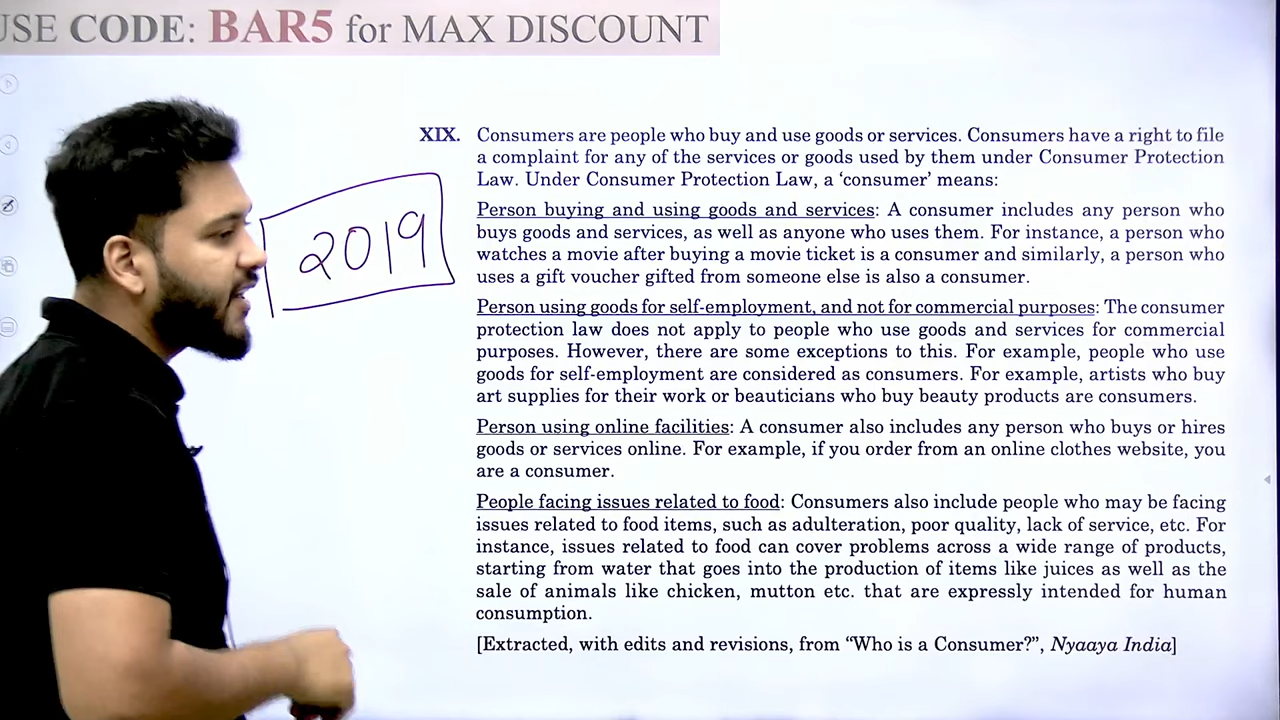 USE CODE: BAR5 for MAX DISCOUNT
2019
XIX. Consumers are people who buy and use goods or services. Consumers have a right to file
a complaint for any of the services or goods used by them under Consumer Protection
Law. Under Consumer Protection Law, a ‘consumer’ means:
Person buying and using goods and services: A consumer includes any person who
buys goods and services, as well as anyone who uses them. For instance, a person who
watches a movie after buying a movie ticket is a consumer and similarly, a person who
uses a gift voucher gifted from someone else is also a consumer.
Person using goods for self-employment, and not for commercial purposes: The consumer
protection law does not apply to people who use goods and services for commercial
purposes. However, there are some exceptions to this. For example, people who use
goods for self-employment are considered as consumers. For example, artists who buy
art supplies for their work or beauticians who buy beauty products are consumers.
Person using online facilities: A consumer also includes any person who buys or hires
goods or services online. For example, if you order from an online clothes website, you
are a consumer.
People facing issues related to food: Consumers also include people who may be facing
issues related to food items, such as adulteration, poor quality, lack of service, etc. For
instance, issues related to food can cover problems across a wide range of products,
starting from water that goes into the production of items like juices as well as the
sale of animals like chicken, mutton etc. that are expressly intended for human
consumption.
[Extracted, with edits and revisions, from “Who is a Consumer?”, Nyaaya India]